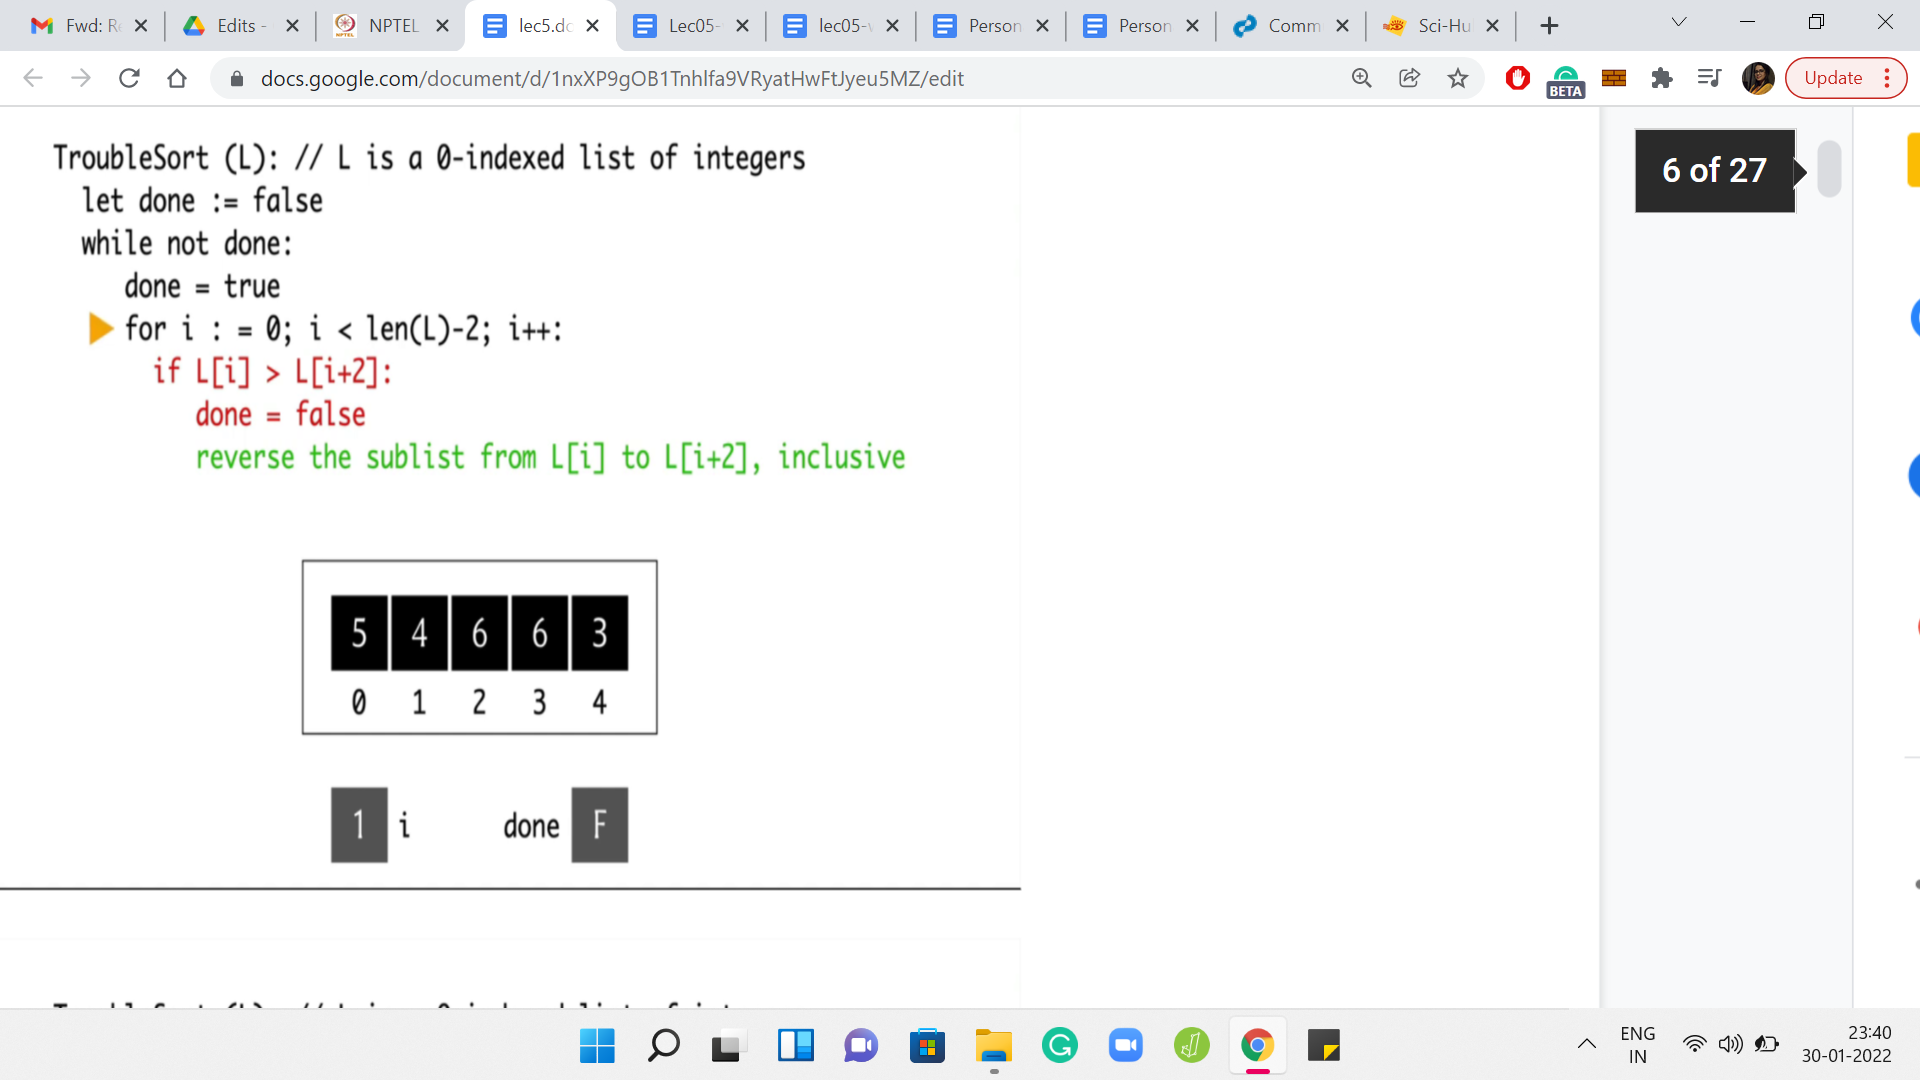 Fwd: Re
Edits -
NPTEL
lec5.dc
Lec05-
lec05-v
Person
Person
Comm
Sci-Hu
docs.google.com/document/d/1nxXP9gOB1Tnhlfa9VRyatHwFtJyeu5MZ/edit
BETA
Update
6 of 27
TroubleSort (L): // L is a 0-indexed list of integers
let done := false
while not done:
done = true
for i : = 0; i < len(L)-2; i++:
if L[i] > L[i+2]:
done = false
reverse the sublist from L[i] to L[i+2], inclusive
5 4 6 6 3
0 1 2 3 4
1 i done F
ENG
IN
23:40
30-01-2022